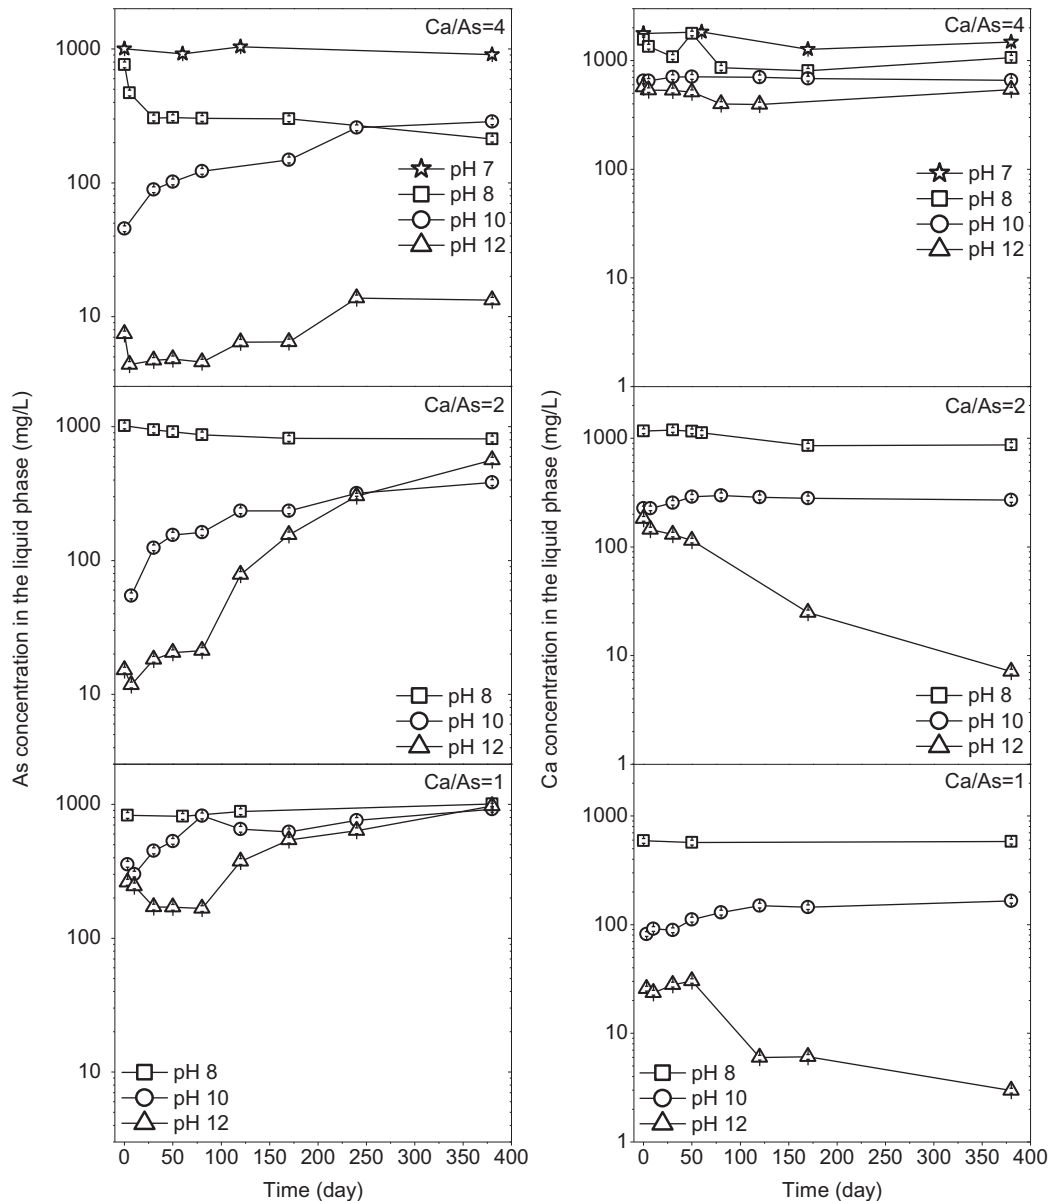 Ca/As=4
1000
100
10
pH 7
pH 8
pH 10
pH 12
Ca/As=2
1000
100
10
pH 8
pH 10
pH 12
Ca/As=1
1000
100
10
pH 8
pH 10
pH 12
0 50 100 150 200 250 300 350 400
Time (day)
As concentration in the liquid phase (mg/L)
Ca/As=4
1000
100
10
1
pH 7
pH 8
pH 10
pH 12
Ca/As=2
1000
100
10
1
pH 8
pH 10
pH 12
Ca/As=1
1000
100
10
1
pH 8
pH 10
pH 12
0 50 100 150 200 250 300 350 400
Time (day)
Ca concentration in the liquid phase (mg/L)